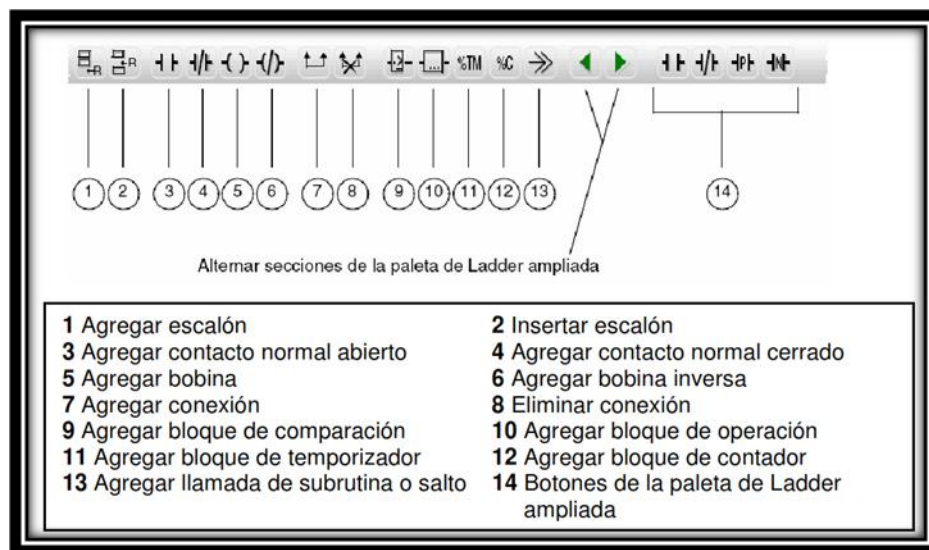 R R %TM %C P N
1 2 3 4 5 6 7 8 9 10 11 12 13 14
Alternar secciones de la paleta de Ladder ampliada
1 Agregar escalón 2 Insertar escalón
3 Agregar contacto normal abierto 4 Agregar contacto normal cerrado
5 Agregar bobina 6 Agregar bobina inversa
7 Agregar conexión 8 Eliminar conexión
9 Agregar bloque de comparación 10 Agregar bloque de operación
11 Agregar bloque de temporizador 12 Agregar bloque de contador
13 Agregar llamada de subrutina o salto 14 Botones de la paleta de Ladder
ampliada